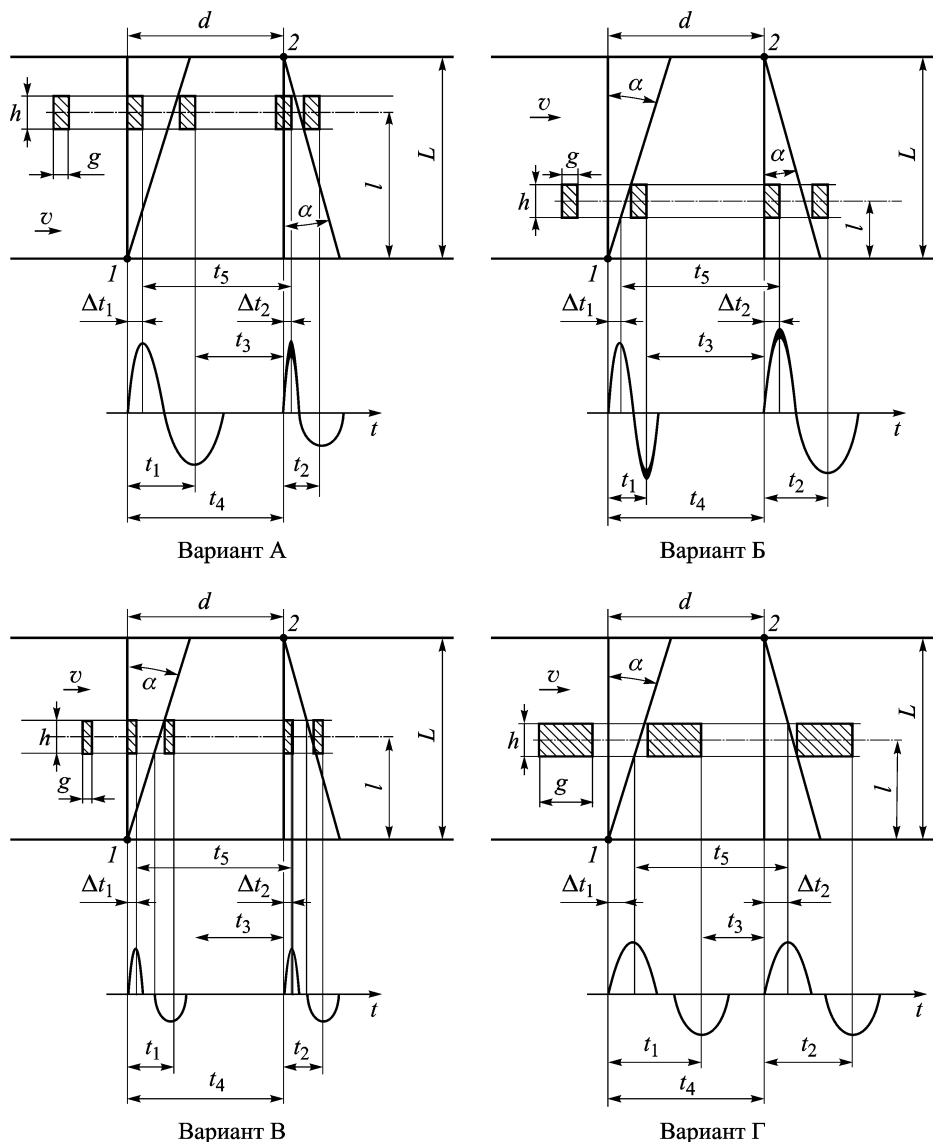 d
2
h
g
L
l
α
v
1
t5
Δt1
Δt2
t3
t
t1
t2
t4
Вариант А
d
2
α
v
L
g
α
h
l
1
t5
Δt1
Δt2
t3
t
t1
t2
t4
Вариант Б
d
2
v
α
L
h
l
g
1
t5
Δt1
Δt2
t3
t
t1
t2
t4
Вариант В
d
2
v
α
L
h
l
g
1
t5
Δt1
Δt2
t3
t
t1
t2
t4
Вариант Г